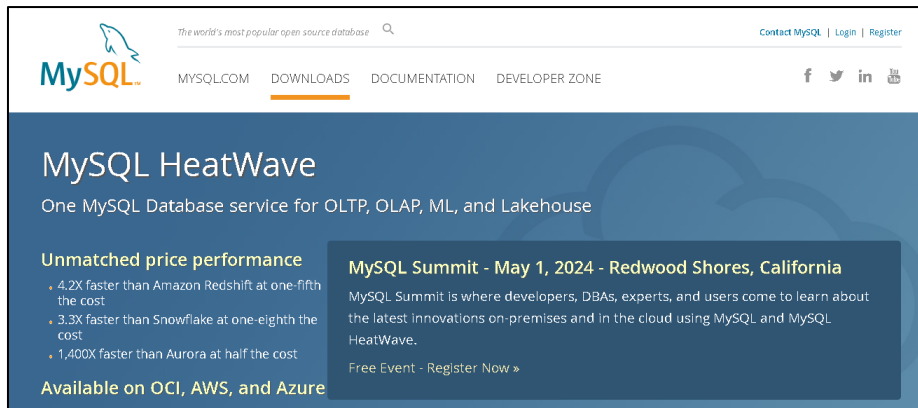 The world's most popular open source database
Contact MySQL | Login | Register
MySQL™
MYSQL.COM
DOWNLOADS
DOCUMENTATION
DEVELOPER ZONE
f
in
You
Tube
MySQL HeatWave
One MySQL Database service for OLTP, OLAP, ML, and Lakehouse
Unmatched price performance
• 4.2X faster than Amazon Redshift at one-fifth
the cost
• 3.3X faster than Snowflake at one-eighth the
cost
• 1,400X faster than Aurora at half the cost
Available on OCI, AWS, and Azure
MySQL Summit - May 1, 2024 - Redwood Shores, California
MySQL Summit is where developers, DBAs, experts, and users come to learn about
the latest innovations on-premises and in the cloud using MySQL and MySQL
HeatWave.
Free Event - Register Now »